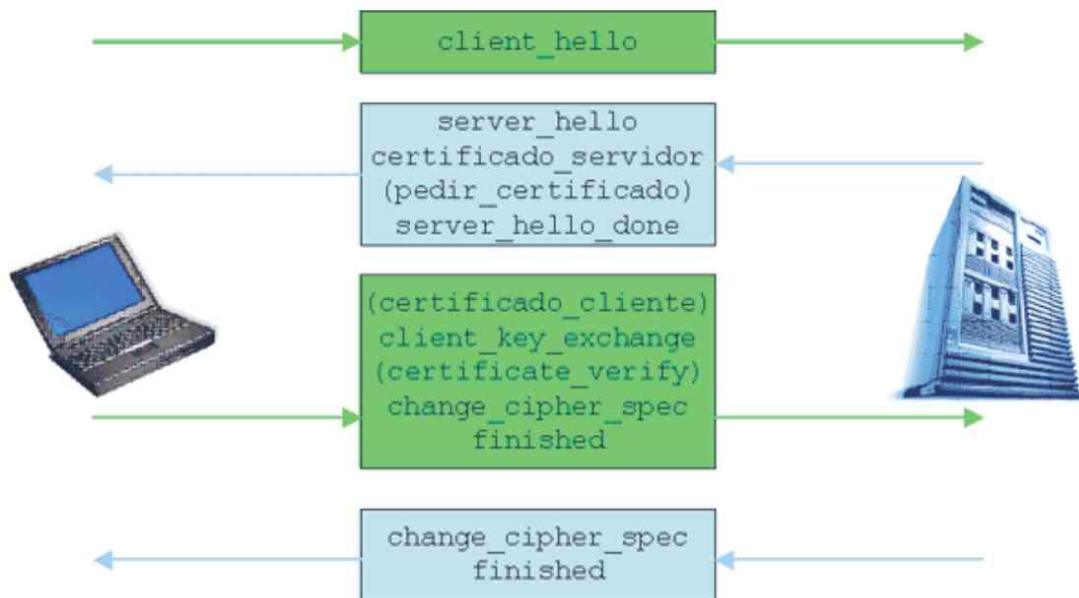 client_hello
server_hello
certificado_servidor
(pedir_certificado)
server_hello_done
(certificado_cliente)
client_key_exchange
(certificate_verify)
change_cipher_spec
finished
change_cipher_spec
finished